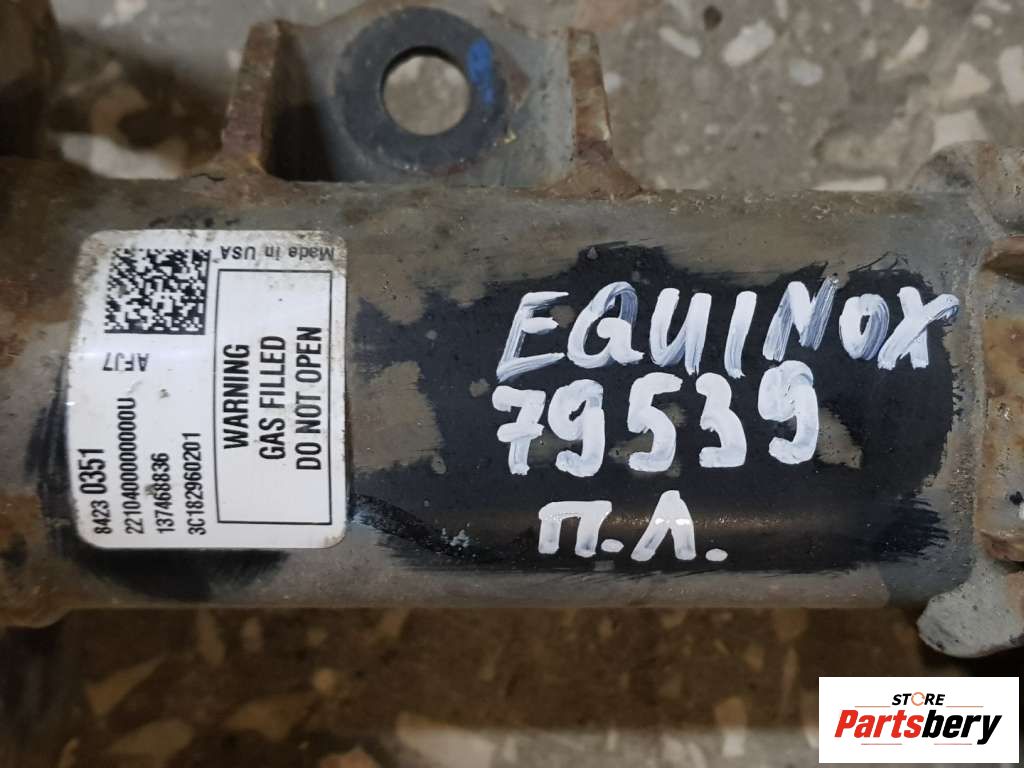 Made in USA
AFJ7
8423 0351
22104000000000U
137468836
3C182960201
WARNING
GAS FILLED
DO NOT OPEN
EQUINOX
79539
П.Л.
STORE
Partsbery